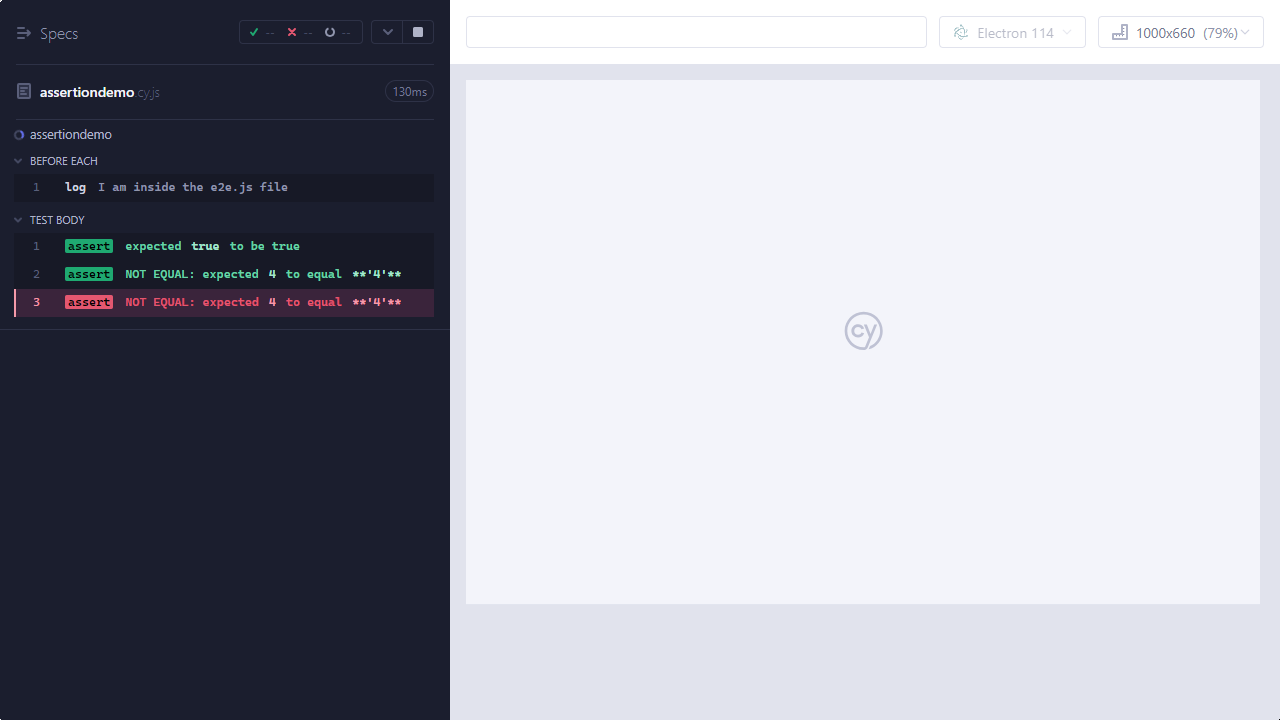 Specs
-- -- --
assertiondemo.cy.js
130ms
assertiondemo
BEFORE EACH
1 log I am inside the e2e.js file
TEST BODY
1 assert expected true to be true
2 assert NOT EQUAL: expected 4 to equal **'4'**
3 assert NOT EQUAL: expected 4 to equal **'4'**
Electron 114
1000x660 (79%)
cy